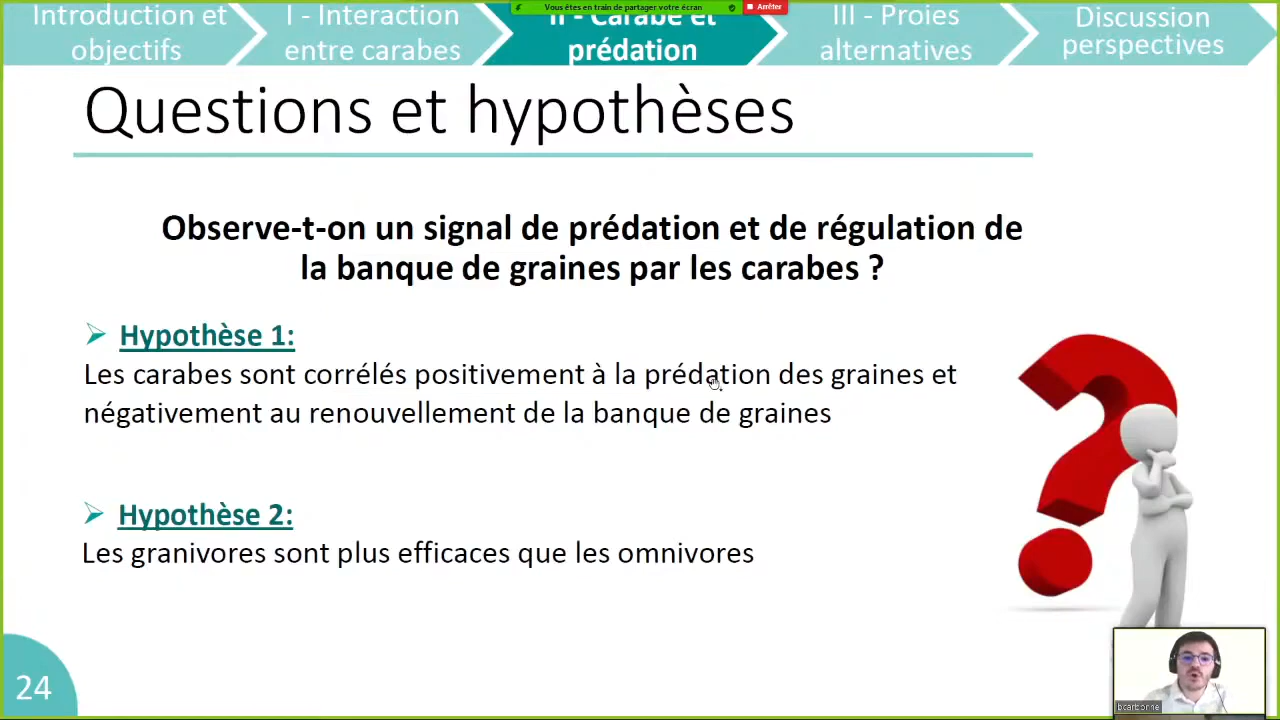 Vous êtes en train de partager votre écran
Arrêter
Introduction et
objectifs
I - Interaction
entre carabes
II - Carabe et
prédation
III - Proies
alternatives
Discussion
perspectives
Questions et hypothèses
Observe-t-on un signal de prédation et de régulation de
la banque de graines par les carabes ?
Hypothèse 1:
Les carabes sont corrélés positivement à la prédation des graines et
négativement au renouvellement de la banque de graines
Hypothèse 2:
Les granivores sont plus efficaces que les omnivores
24
bcarbonne